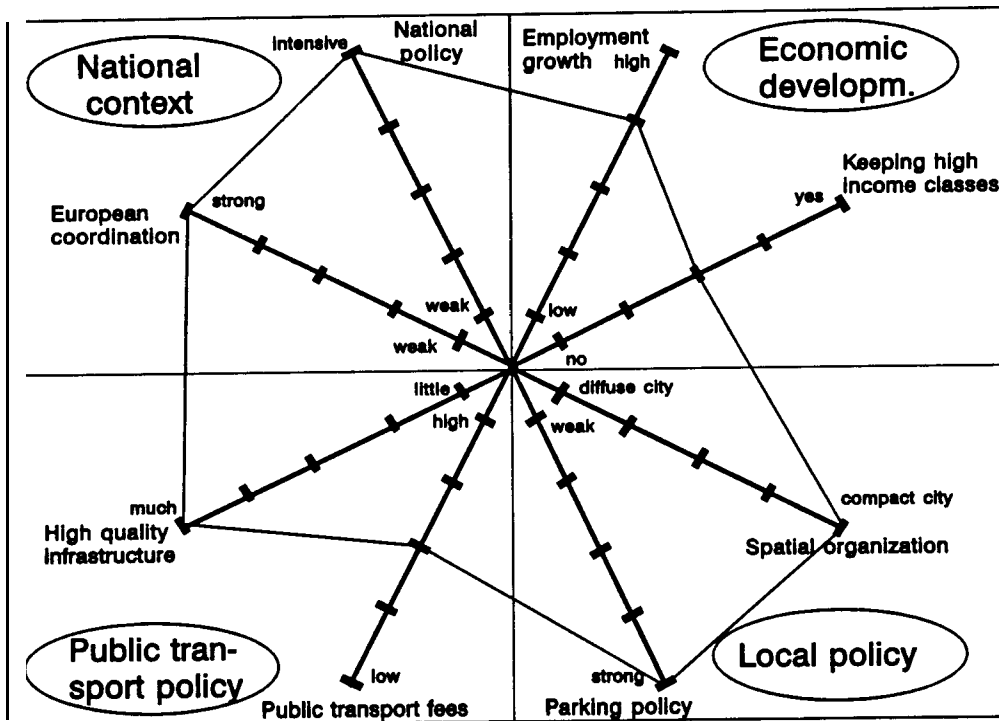 National
context
intensive
National
policy
Employment
growth high
Economic
developm.
European
coordination
strong
Keeping high
income classes
yes
weak
low
weak
no
little
diffuse city
high
weak
much
High quality
infrastructure
compact city
Spatial organization
Public tran-
sport policy
low
Public transport fees
strong
Parking policy
Local policy